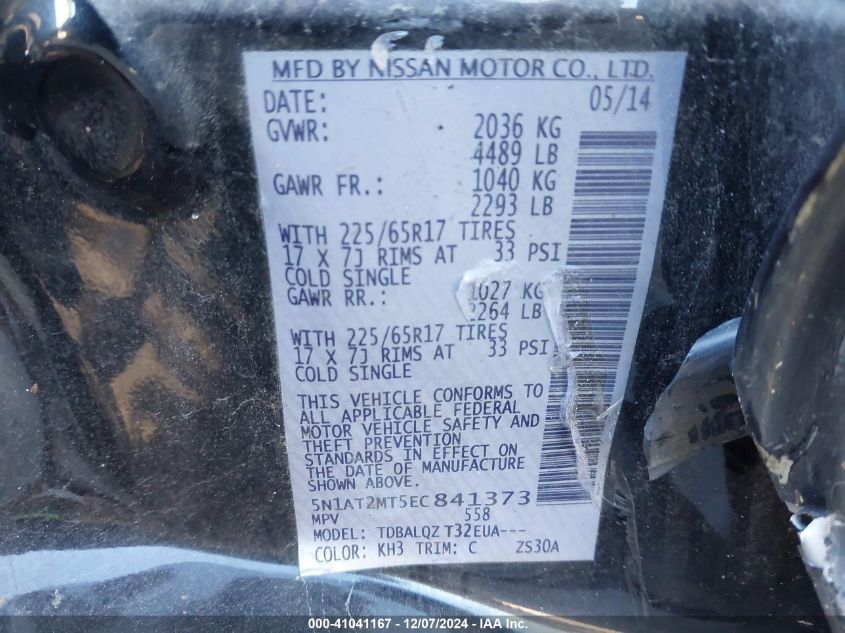 MFD BY NISSAN MOTOR CO., LTD.
DATE: 05/14
GVWR: 2036 KG
4489 LB
GAWR FR.: 1040 KG
2293 LB
WITH 225/65R17 TIRES
17 X 7J RIMS AT 33 PSI
COLD SINGLE
GAWR RR.: 1027 KG
2264 LB
WITH 225/65R17 TIRES
17 X 7J RIMS AT 33 PSI
COLD SINGLE
THIS VEHICLE CONFORMS TO
ALL APPLICABLE FEDERAL
MOTOR VEHICLE SAFETY AND
THEFT PREVENTION
STANDARDS IN EFFECT ON
THE DATE OF MANUFACTURE
SHOWN ABOVE.
5N1AT2MT5EC841373
MPV 558
MODEL: TDBALQZ T32EUA---
COLOR: KH3 TRIM: C ZS30A
000-41041167 - 12/07/2024 - IAA Inc.